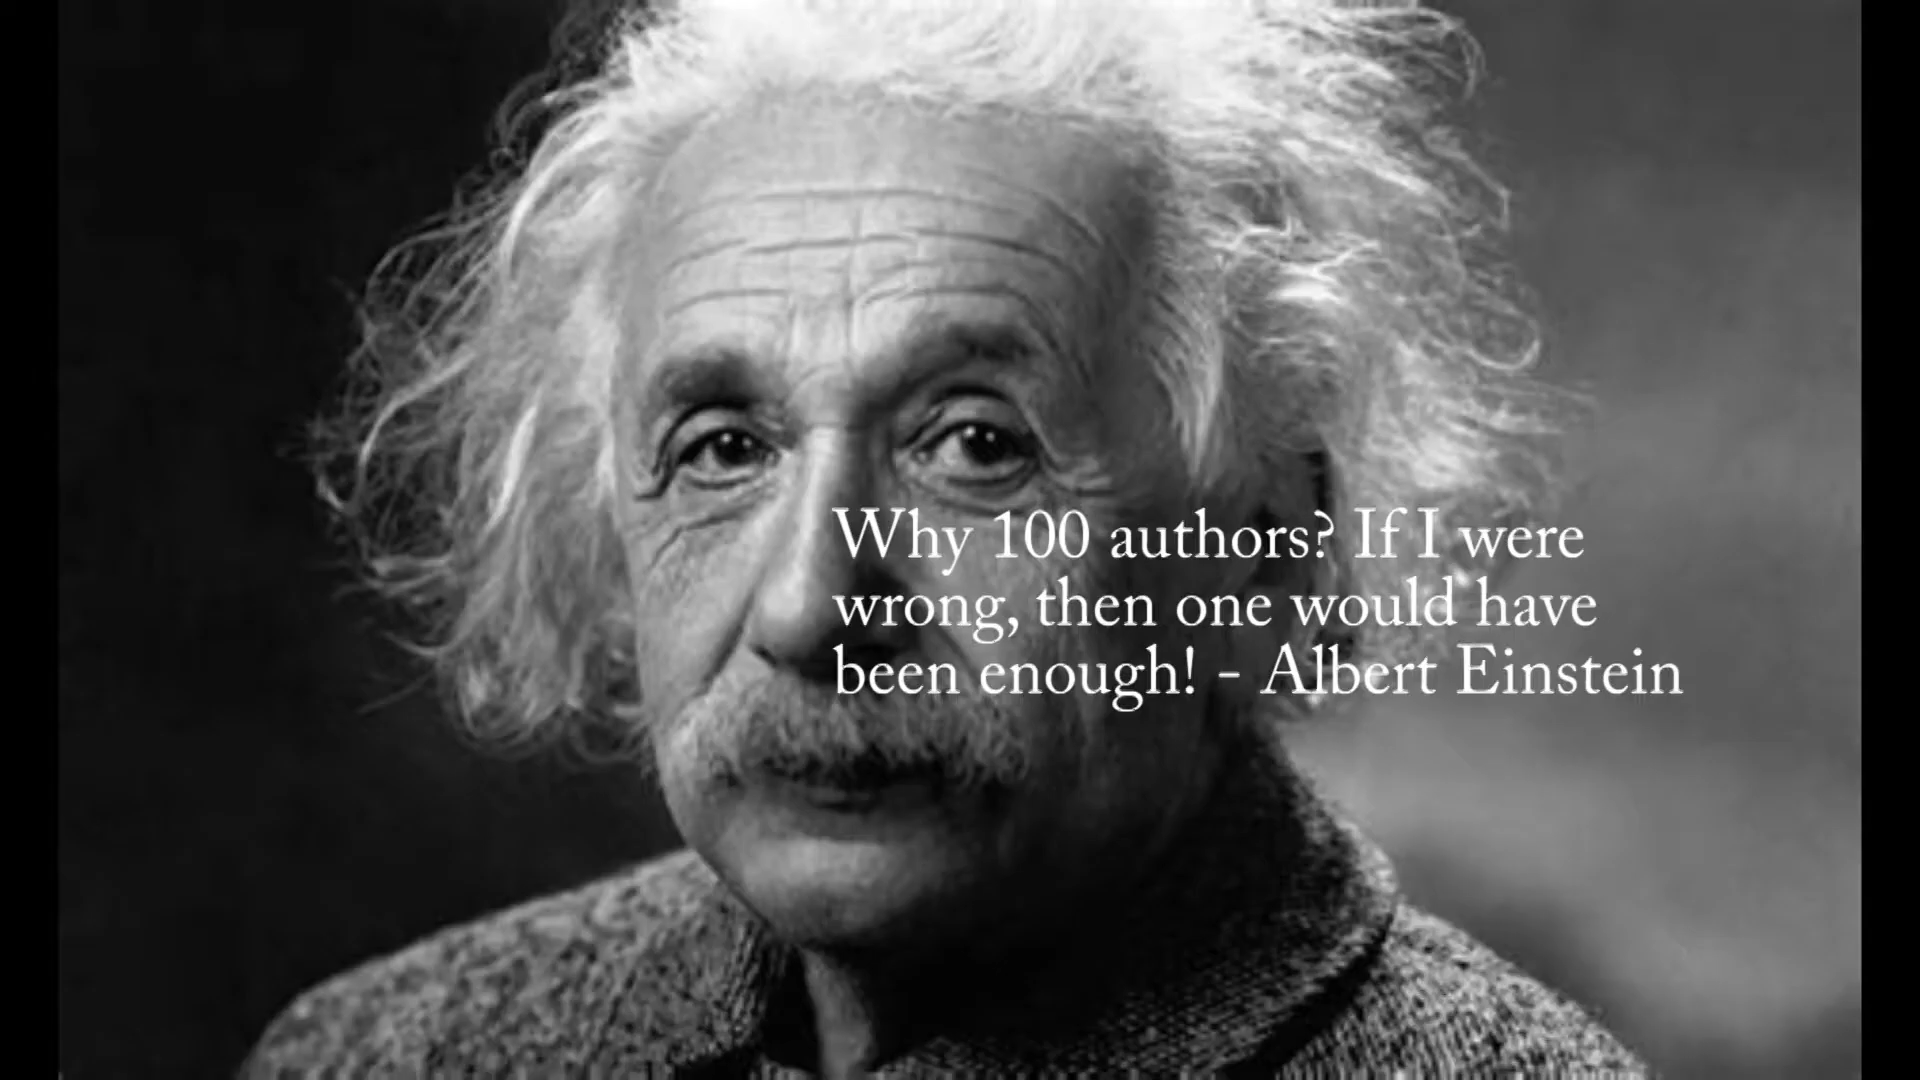 Why 100 authors? If I were
wrong, then one would have
been enough! - Albert Einstein